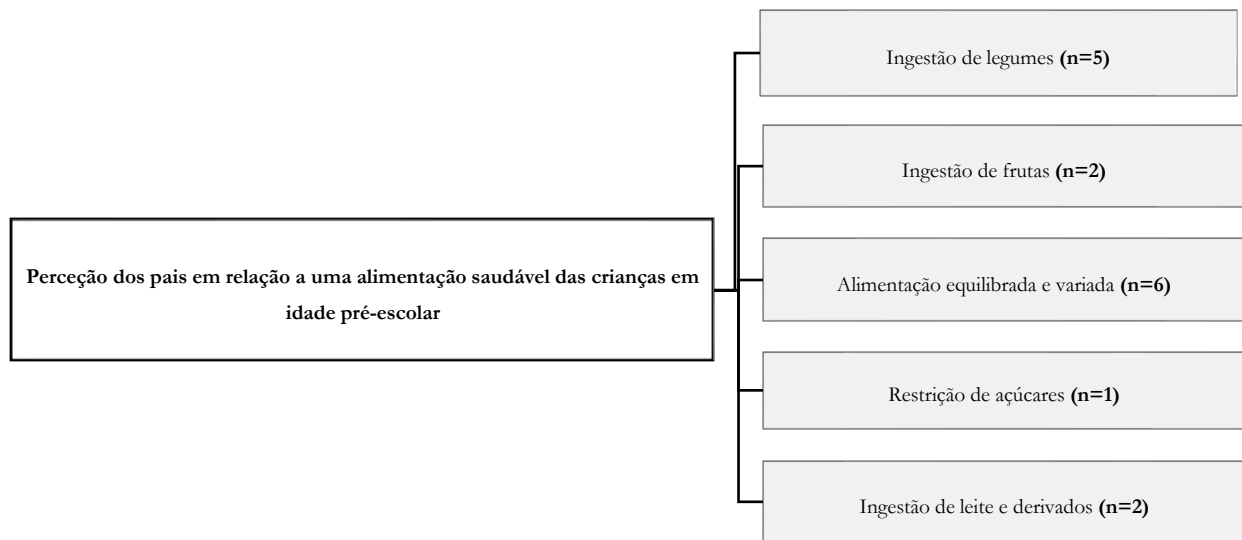 Perceção dos pais em relação a uma alimentação saudável das crianças em
idade pré-escolar
Ingestão de legumes (n=5)
Ingestão de frutas (n=2)
Alimentação equilibrada e variada (n=6)
Restrição de açúcares (n=1)
Ingestão de leite e derivados (n=2)